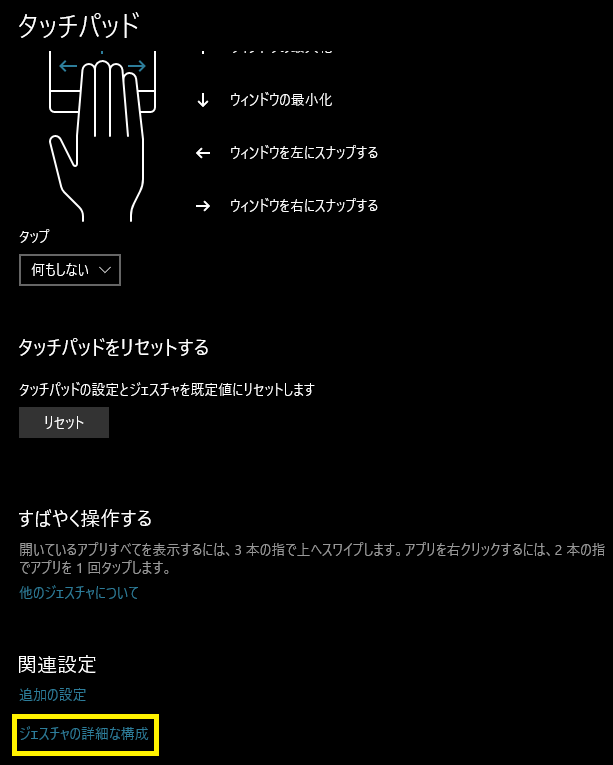 タッチパッド
ウィンドウの最小化
ウィンドウを左にスナップする
ウィンドウを右にスナップする
タップ
何もしない
タッチパッドをリセットする
タッチパッドの設定とジェスチャを既定値にリセットします
リセット
すばやく操作する
開いているアプリすべてを表示するには、3 本の指で上へスワイプします。アプリを右クリックするには、2 本の指
でアプリを 1 回タップします。
他のジェスチャについて
関連設定
追加の設定
ジェスチャの詳細な構成